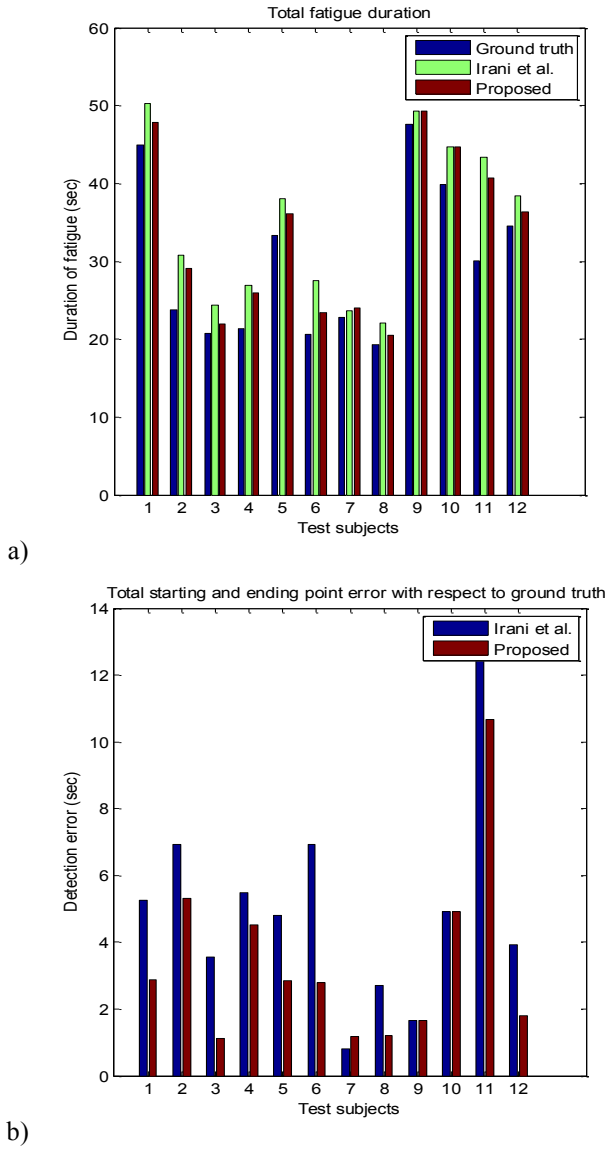 Total fatigue duration
60
50
40
30
20
10
0
Duration of fatigue (sec)
Ground truth
Irani et al.
Proposed
1 2 3 4 5 6 7 8 9 10 11 12
Test subjects
a)
Total starting and ending point error with respect to ground truth
14
12
10
8
6
4
2
0
Detection error (sec)
Irani et al.
Proposed
1 2 3 4 5 6 7 8 9 10 11 12
Test subjects
b)